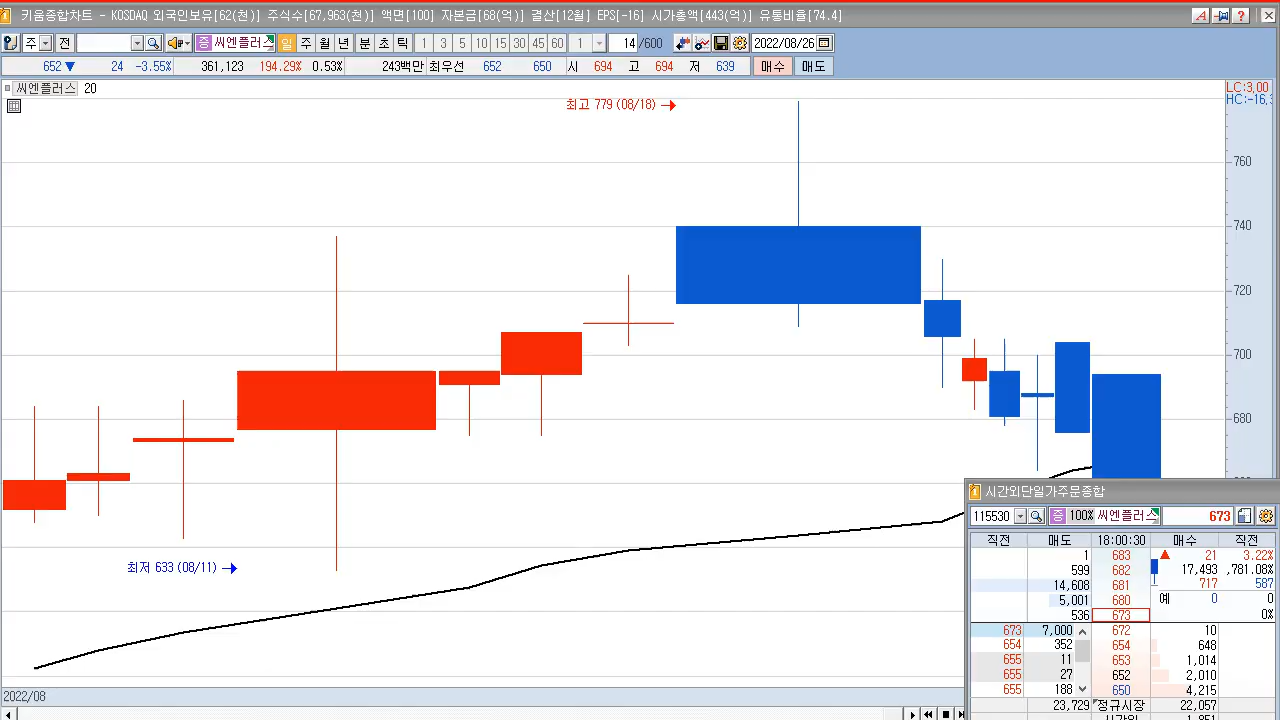 키움종합차트 - KOSDAQ 외국인보유[62(천)] 주식수[67,963(천)] 액면[100] 자본금[68(억)] 결산[12월] EPS[-16] 시가총액[443(억)] 유통비율[74.4]
주 전 증 씨엔플러스 일 주 월 년 분 초 틱 1 3 5 10 15 30 45 60 1 14 /600 2022/08/26
652 ▼ 24 -3.55% 361,123 194.29% 0.53% 243백만 최우선 652 650 시 694 고 694 저 639 매수 매도
씨엔플러스 20
LC:3,00
HC:-16,
최고 779 (08/18) →
760
740
720
700
680
최저 633 (08/11) →
2022/08
시간외단일가주문종합
115530 증 100% 씨엔플러스 673
직전 매도 18:00:30 매수 직전
1 683 ▲ 21 3.22%
599 682 17,493 ,781.08%
14,608 681 717 587
5,001 680 예 0 0
536 673 0%
673 7,000 672 10
654 352 654 648
655 11 653 1,014
655 27 652 2,010
655 188 650 4,215
23,729 정규시장 22,057